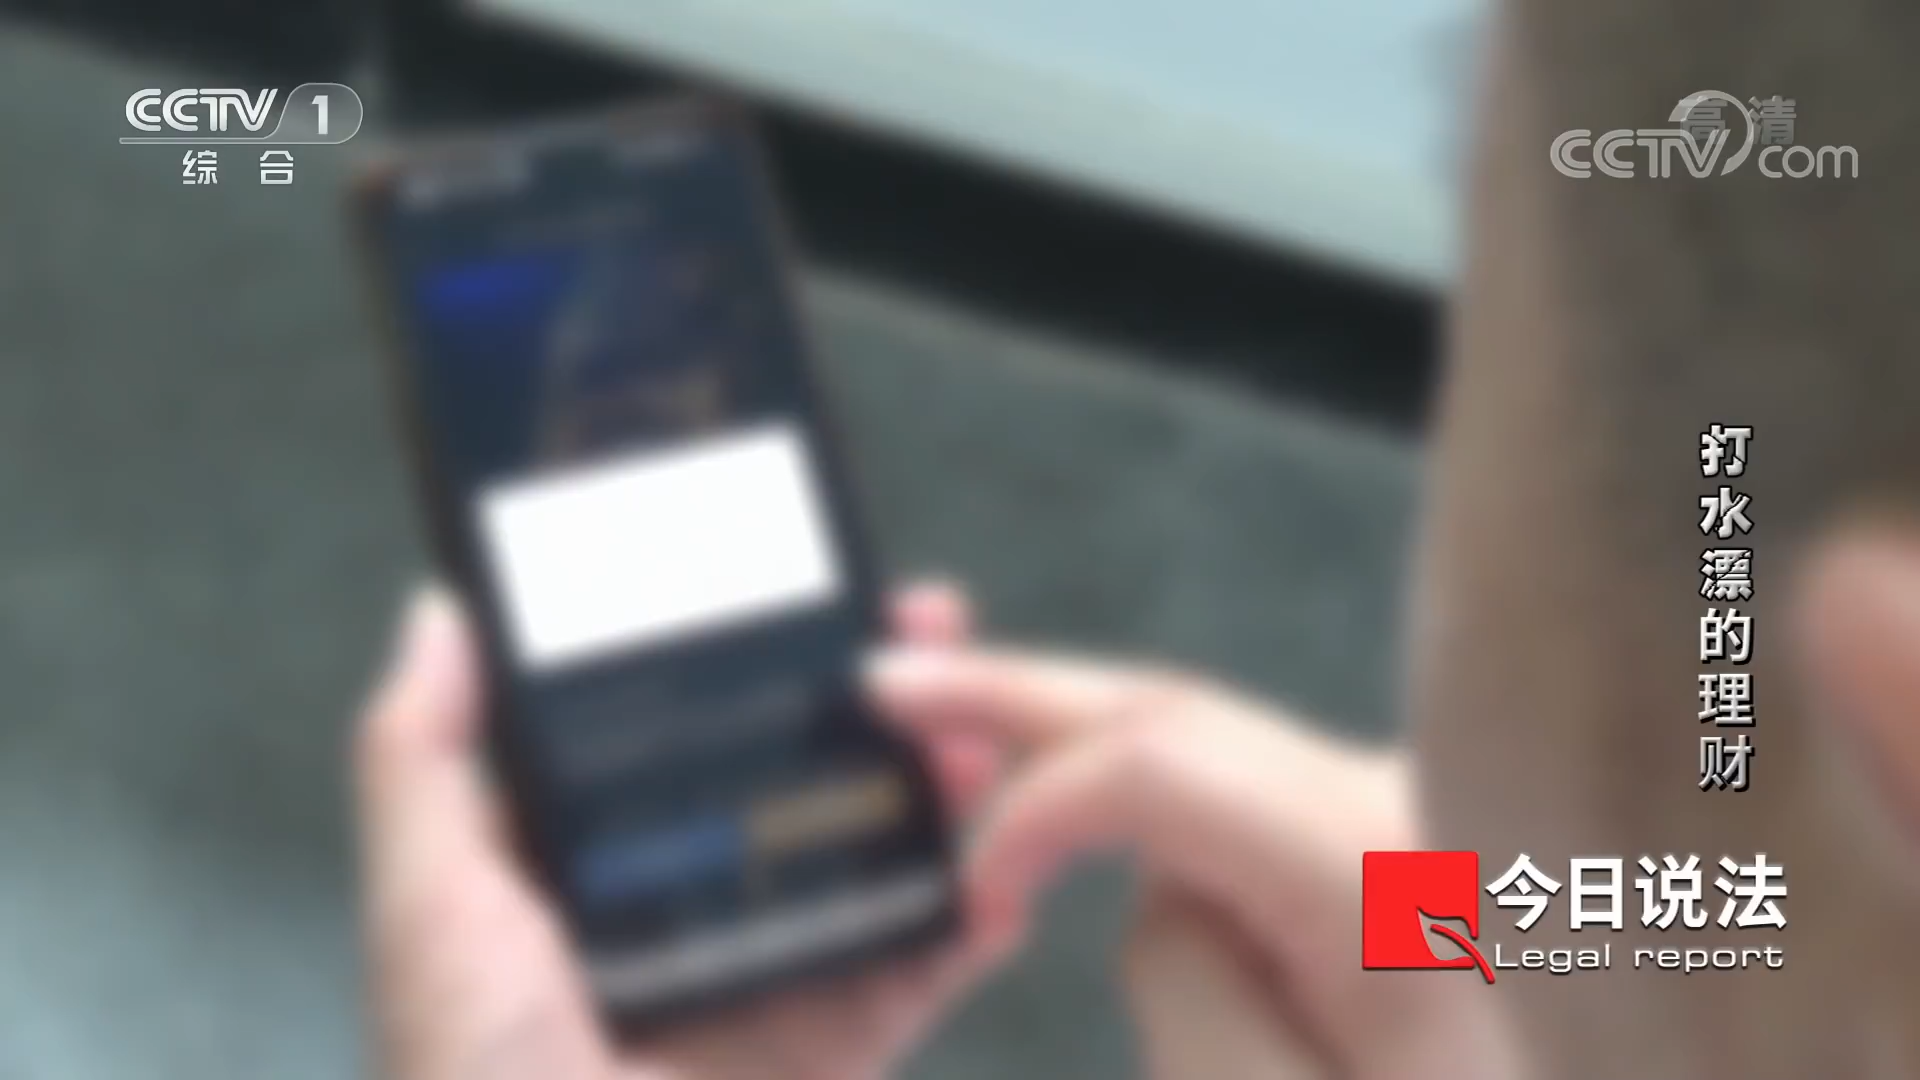 CCTV 1
综 合
高清
CCTV com
打水漂的理财
今日说法
Legal report